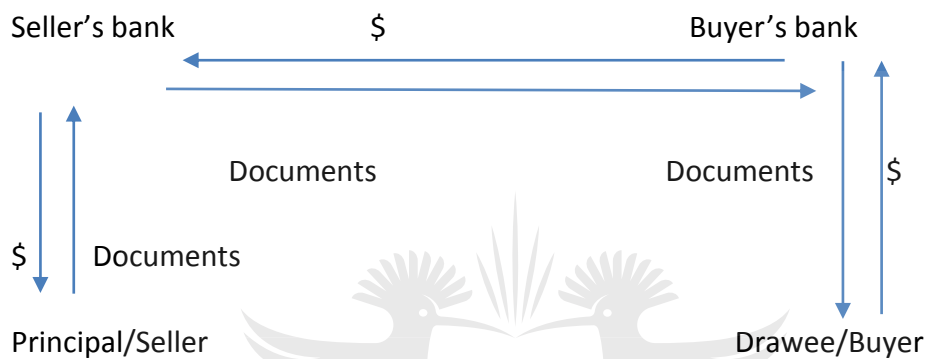 Seller’s bank $ Buyer’s bank
Documents Documents $
$ Documents
Principal/Seller Drawee/Buyer